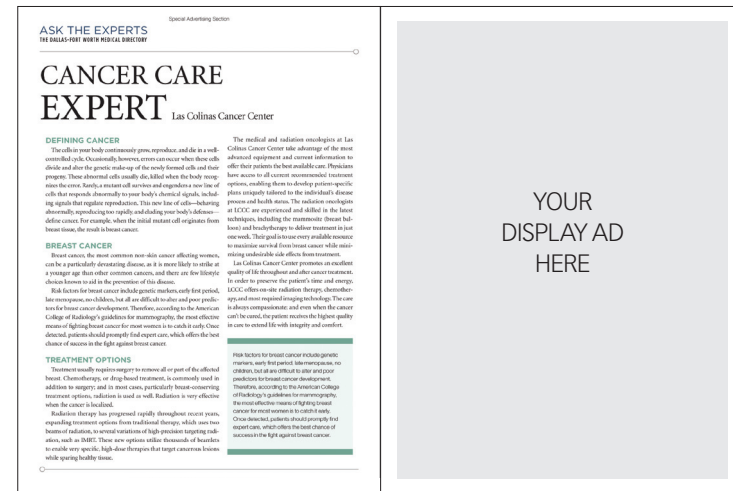 Special Advertising Section
ASK THE EXPERTS
THE DALLAS-FORT WORTH MEDICAL DIRECTORY
CANCER CARE
EXPERT Las Colinas Cancer Center
DEFINING CANCER
The cells in your body continuously grow, reproduce, and die in a well-
controlled cycle. Occasionally, however, errors can occur when these cells
divide and alter the genetic make-up of the newly formed cells and their
progeny. These abnormal cells usually die, killed when the body recog-
nises the error. Rarely, a mutant cell survives and engenders a new line of
cells that responds abnormally to your body's chemical signals, includ-
ing signals that regulate reproduction. This new line of cells—behaving
abnormally, reproducing too rapidly, and eluding your body's defenses—
define cancer. For example, when the initial mutant cell originates from
breast tissue, the result is breast cancer.
BREAST CANCER
Breast cancer, the most common non-skin cancer affecting women,
can be a particularly devastating disease, as it is more likely to strike at
a younger age than other common cancers, and there are few lifestyle
choices known to aid in the prevention of this disease.
Risk factors for breast cancer include genetic markers, early first period,
late menopause, no children, but all are difficult to alter and poor predic-
tors for breast cancer development. Therefore, according to the American
College of Radiology's guidelines for mammography, the most effective
means of fighting breast cancer for most women is to catch it early. Once
detected, patients should promptly find expert care, which offers the best
chance of success in the fight against breast cancer.
TREATMENT OPTIONS
Treatment usually requires surgery to remove all or part of the affected
breast. Chemotherapy, or drug-based treatment, is commonly used in
addition to surgery; and in most cases, particularly breast-conserving
treatment options, radiation is used as well. Radiation is very effective
when the cancer is localized.
Radiation therapy has progressed rapidly throughout recent years,
expanding treatment options from traditional therapy, which uses two
beams of radiation, to several variations of high-precision targeting radi-
ation, such as IMRT. These new options utilize thousands of beamlets
to enable very specific, high-dose therapies that target cancerous lesions
while sparing healthy tissue.
The medical and radiation oncologists at Las
Colinas Cancer Center take advantage of the most
advanced equipment and current information to
offer their patients the best available care. Physicians
have access to all current recommended treatment
options, enabling them to develop patient-specific
plans uniquely tailored to the individual's disease
process and health status. The radiation oncologists
at LCCC are experienced and skilled in the latest
techniques, including the mammosite (breast bal-
loon) and brachytherapy to deliver treatment in just
one week. Their goal is to use every available resource
to maximize survival from breast cancer while mini-
mizing undesirable side effects from treatment.
Las Colinas Cancer Center promotes an excellent
quality of life throughout and after cancer treatment.
In order to preserve the patient's time and energy,
LCCC offers on-site radiation therapy, chemother-
apy, and most required imaging technology. The care
is always compassionate; and even when the cancer
can't be cured, the patient receives the highest quality
in care to extend life with integrity and comfort.
Risk factors for breast cancer include genetic
markers, early first period, late menopause, no
children, but all are difficult to alter and poor
predictors for breast cancer development.
Therefore, according to the American College
of Radiology's guidelines for mammography,
the most effective means of fighting breast
cancer for most women is to catch it early.
Once detected, patients should promptly find
expert care, which offers the best chance of
success in the fight against breast cancer.
YOUR
DISPLAY AD
HERE